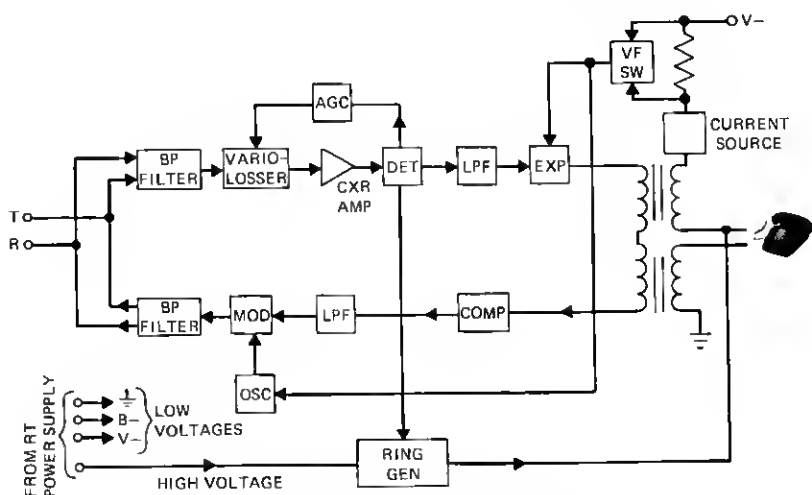 V-
VF
SW
AGC
CURRENT
SOURCE
BP
FILTER
VARIO-
LOSSER
CXR
AMP
DET
LPF
EXP
T
R
BP
FILTER
MOD
LPF
COMP
OSC
FROM RT
POWER SUPPLY
B-
V-
LOW
VOLTAGES
HIGH VOLTAGE
RING
GEN